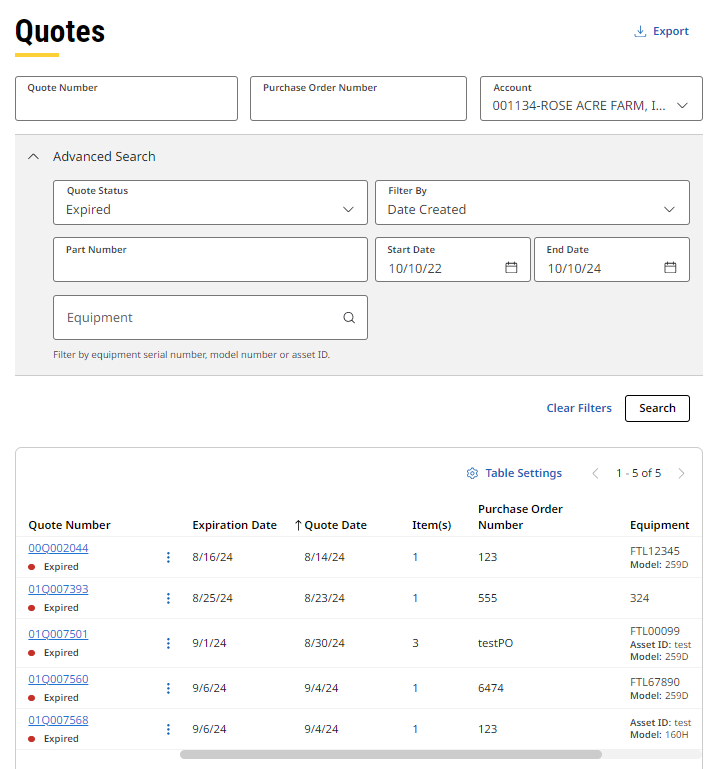 Quotes
Export
Quote Number
Purchase Order Number
Account
001134-ROSE ACRE FARM, I...
Advanced Search
Quote Status
Expired
Filter By
Date Created
Part Number
Start Date
10/10/22
End Date
10/10/24
Equipment
Filter by equipment serial number, model number or asset ID.
Clear Filters
Search
Table Settings
1 - 5 of 5
Quote Number
Expiration Date
Quote Date
Item(s)
Purchase Order
Number
Equipment
00Q002044
Expired
8/16/24
8/14/24
1
123
FTL12345
Model: 259D
01Q007393
Expired
8/25/24
8/23/24
1
555
324
01Q007501
Expired
9/1/24
8/30/24
3
testPO
FTL00099
Asset ID: test
Model: 259D
01Q007560
Expired
9/6/24
9/4/24
1
6474
FTL67890
Model: 259D
01Q007568
Expired
9/6/24
9/4/24
1
123
Asset ID: test
Model: 160H